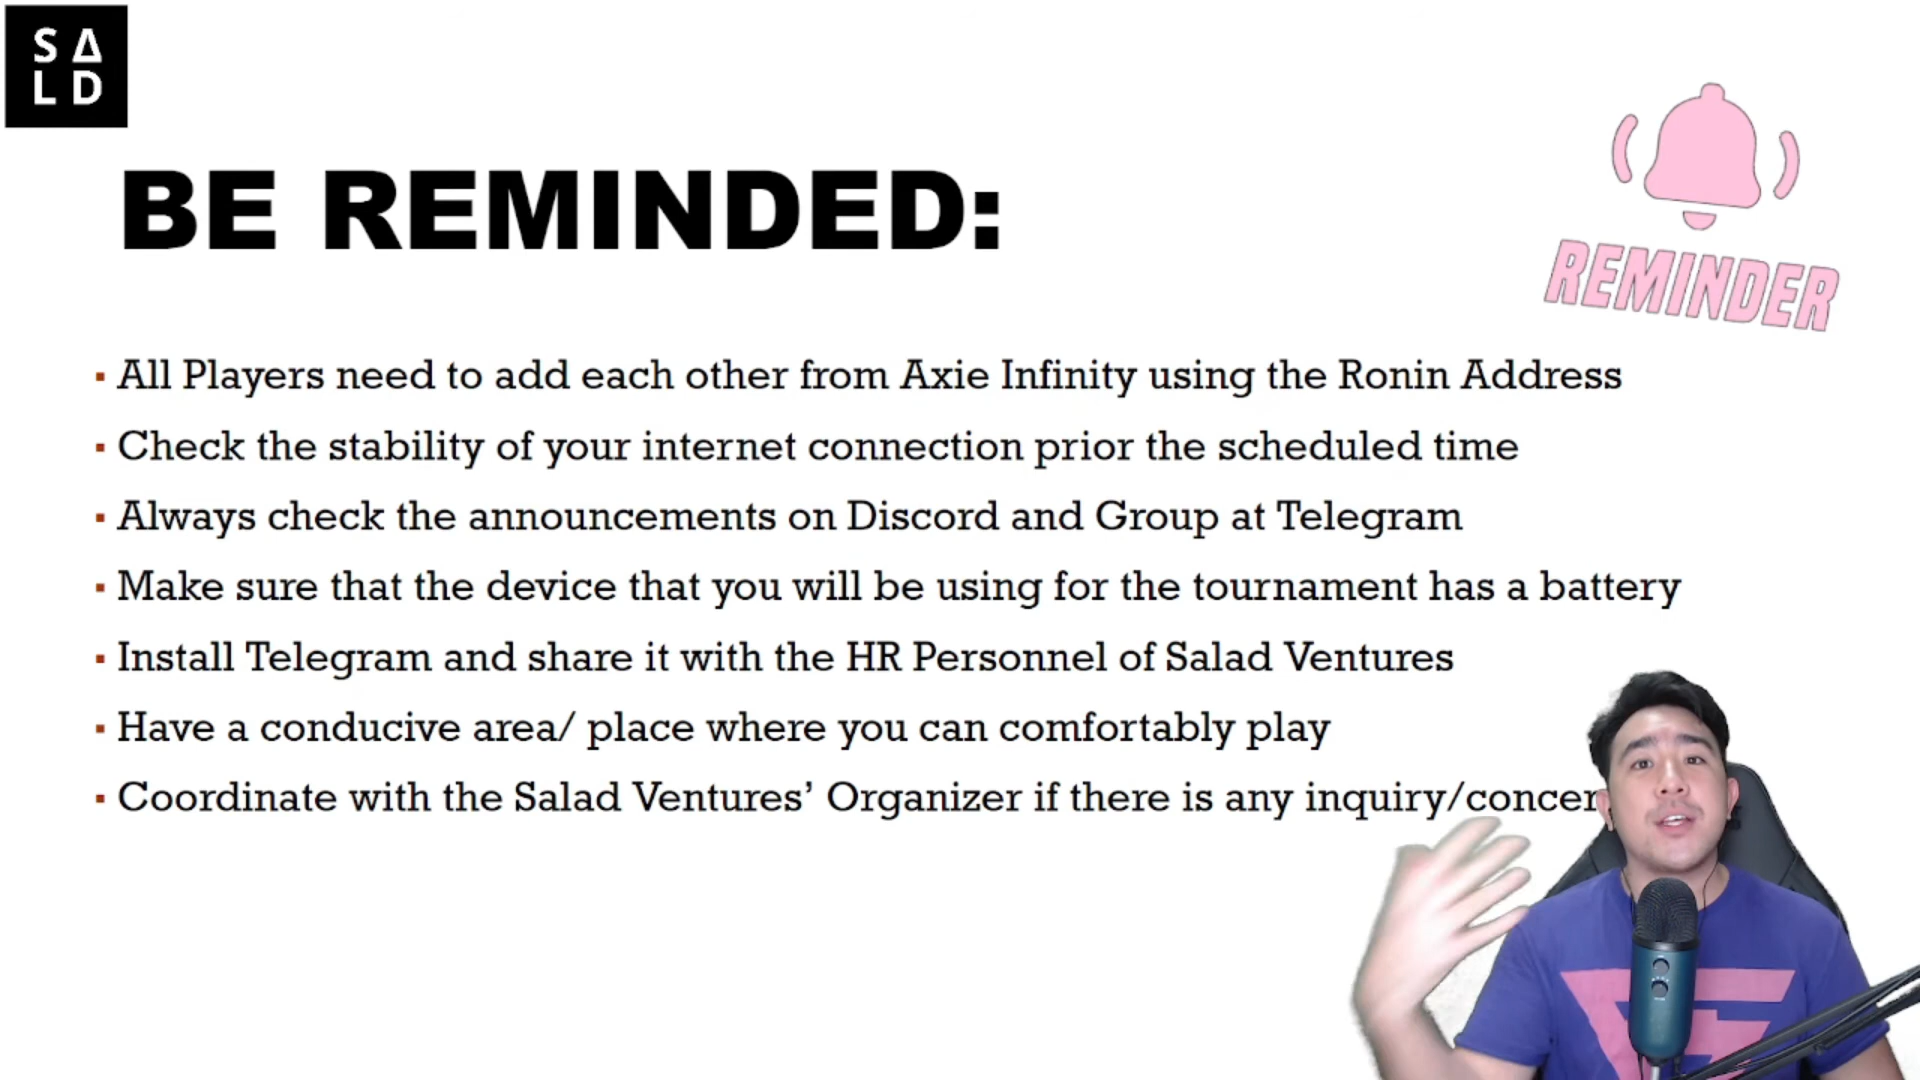 SA
LD
BE REMINDED:
REMINDER
▪ All Players need to add each other from Axie Infinity using the Ronin Address
▪ Check the stability of your internet connection prior the scheduled time
▪ Always check the announcements on Discord and Group at Telegram
▪ Make sure that the device that you will be using for the tournament has a battery
▪ Install Telegram and share it with the HR Personnel of Salad Ventures
▪ Have a conducive area/ place where you can comfortably play
▪ Coordinate with the Salad Ventures’ Organizer if there is any inquiry/concer